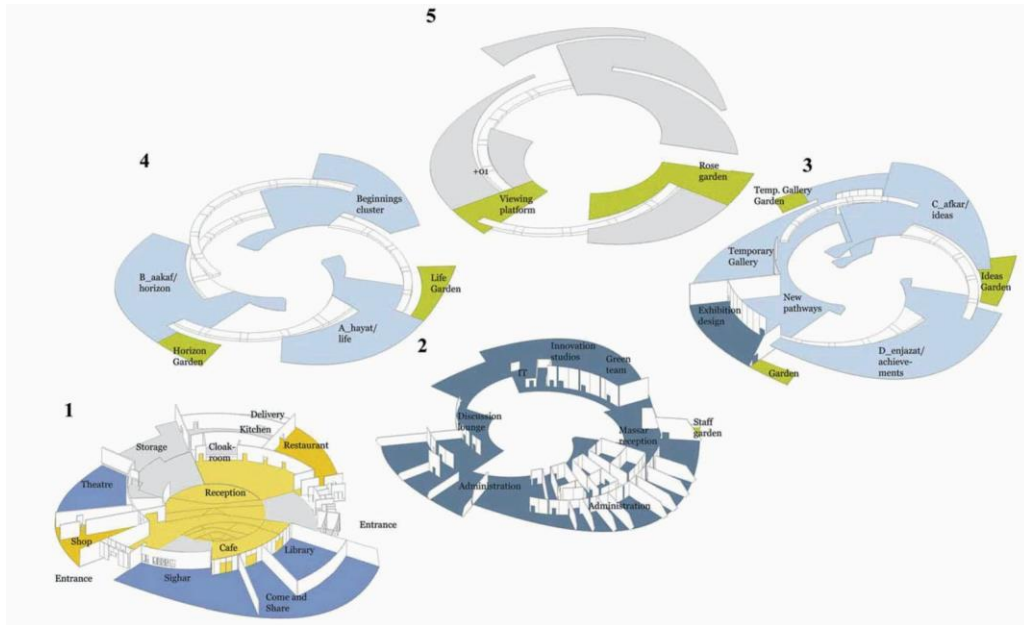 5
+01
Viewing
platform
Rose
garden
4
Beginnings
cluster
B_aakaf/
horizon
Life
Garden
A_hayat/
life
Horizon
Garden
3
Temp. Gallery
Garden
C_afkar/
ideas
Temporary
Gallery
Ideas
Garden
New
pathways
Exhibition
design
D_enjazat/
achieve-
ments
Garden
2
Innovation
studios
Green
team
IT
Discussion
lounge
Massar
reception
Staff
garden
Administration
Administration
1
Delivery
Kitchen
Storage
Cloak-
room
Restaurant
Theatre
Reception
Entrance
Shop
Cafe
Library
Entrance
Sigbar
Come and
Share